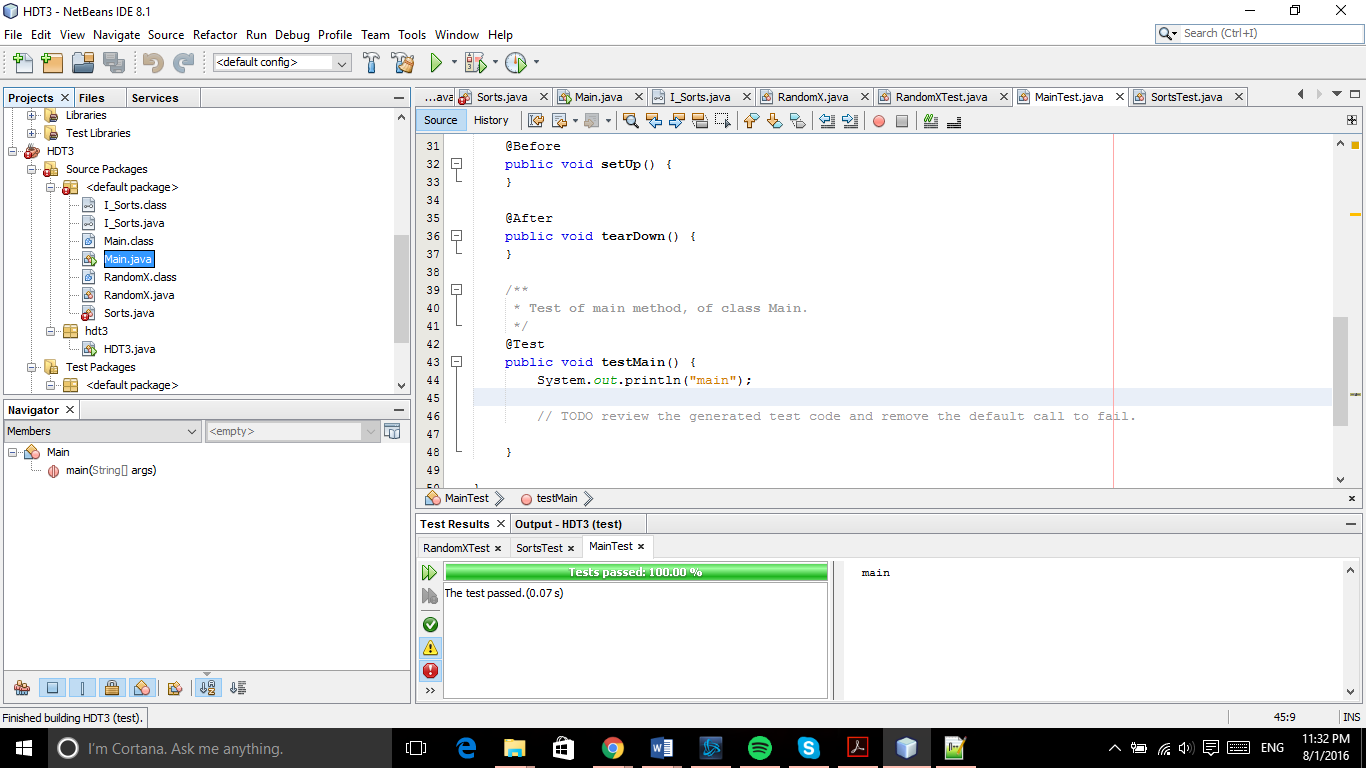 HDT3 - NetBeans IDE 8.1
File Edit View Navigate Source Refactor Run Debug Profile Team Tools Window Help
Search (Ctrl+I)
<default config>
Projects Files Services
Libraries
Test Libraries
HDT3
Source Packages
<default package>
I_Sorts.class
I_Sorts.java
Main.class
Main.java
RandomX.class
RandomX.java
Sorts.java
hdt3
HDT3.java
Test Packages
<default package>
Navigator
Members <empty>
Main
main(String[] args)
...ava Sorts.java Main.java I_Sorts.java RandomX.java RandomXTest.java MainTest.java SortsTest.java
Source History
31 @Before
32 public void setUp() {
33 }
34
35 @After
36 public void tearDown() {
37 }
38
39 /**
40 * Test of main method, of class Main.
41 */
42 @Test
43 public void testMain() {
44 System.out.println("main");
45
46 // TODO review the generated test code and remove the default call to fail.
47
48 }
49
50 }
MainTest testMain
Test Results Output - HDT3 (test)
RandomXTest SortsTest MainTest
Tests passed: 100.00 %
The test passed.(0.07 s)
main
Finished building HDT3 (test).
45:9 INS
I'm Cortana. Ask me anything.
ENG
11:32 PM
8/1/2016